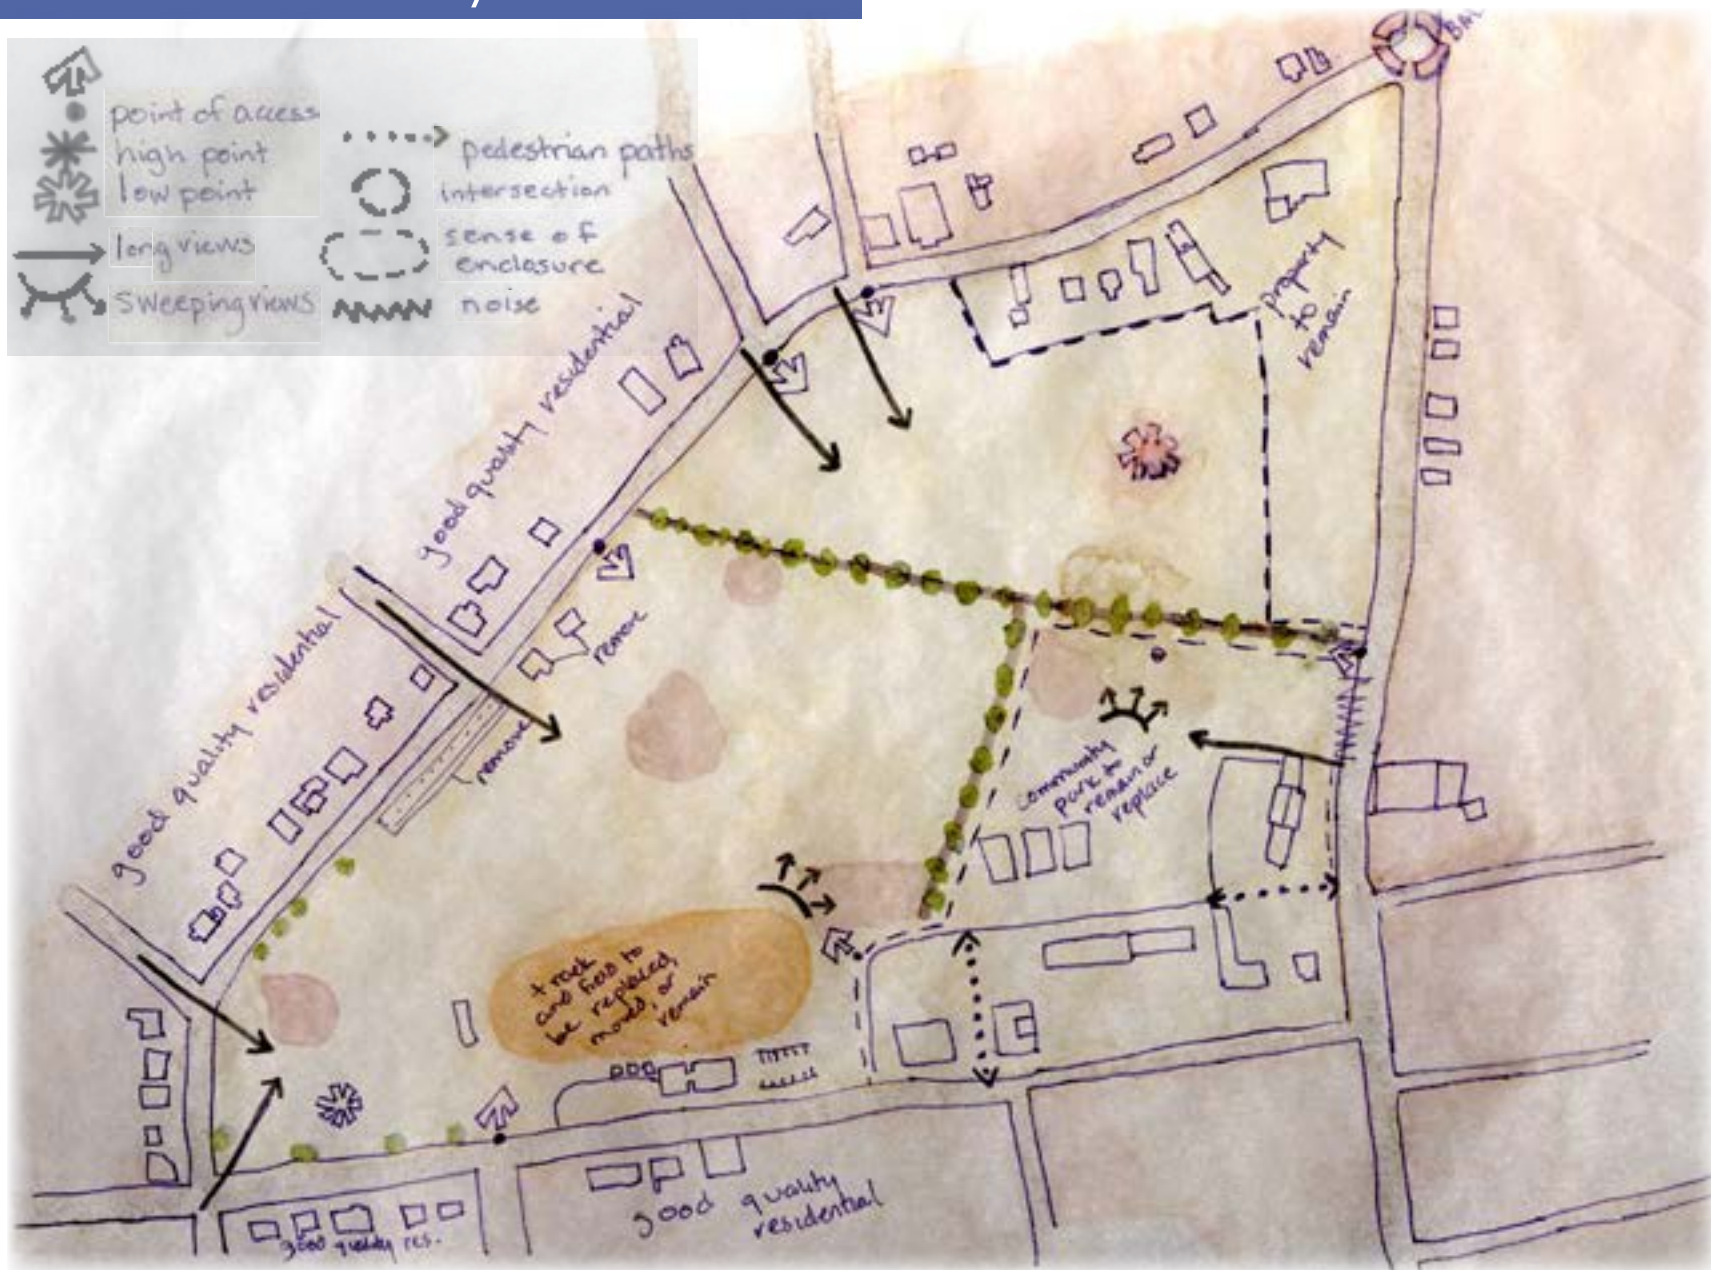 point of access
high point
low point
long views
sweeping views
pedestrian paths
intersection
sense of
enclosure
noise
good quality residential
good quality residential
property
to
remain
remove
remove
community
park to
remain or
replace
track
and field to
be replaced,
moved, or
remain
good quality
residential
good quality res.